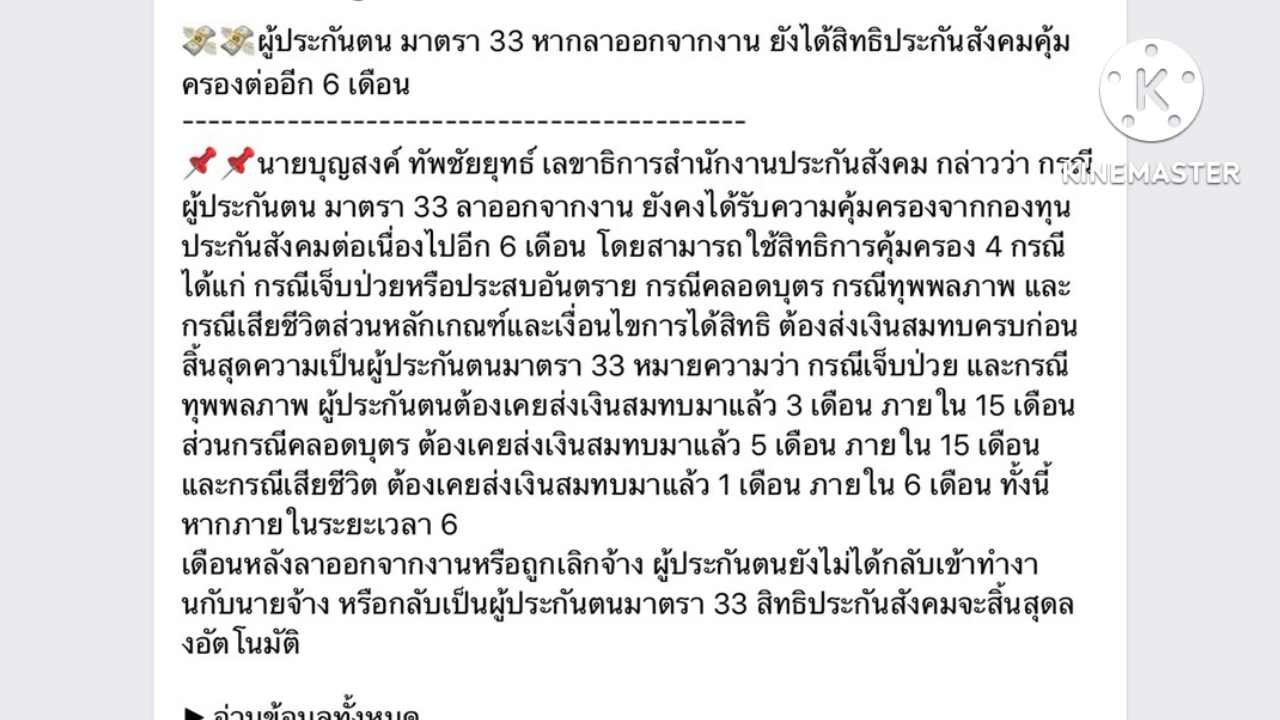 💸💸ผู้ประกันตน มาตรา 33 หากลาออกจากงาน ยังได้สิทธิประกันสังคมคุ้ม
ครองต่ออีก 6 เดือน
-------------------------------------------
📌📌นายบุญสงค์ ทัพชัยยุทธ์ เลขาธิการสำนักงานประกันสังคม กล่าวว่า กรณี
ผู้ประกันตน มาตรา 33 ลาออกจากงาน ยังคงได้รับความคุ้มครองจากกองทุน
ประกันสังคมต่อเนื่องไปอีก 6 เดือน โดยสามารถใช้สิทธิการคุ้มครอง 4 กรณี
ได้แก่ กรณีเจ็บป่วยหรือประสบอันตราย กรณีคลอดบุตร กรณีทุพพลภาพ และ
กรณีเสียชีวิตส่วนหลักเกณฑ์และเงื่อนไขการได้สิทธิ ต้องส่งเงินสมทบครบก่อน
สิ้นสุดความเป็นผู้ประกันตนมาตรา 33 หมายความว่า กรณีเจ็บป่วย และกรณี
ทุพพลภาพ ผู้ประกันตนต้องเคยส่งเงินสมทบมาแล้ว 3 เดือน ภายใน 15 เดือน
ส่วนกรณีคลอดบุตร ต้องเคยส่งเงินสมทบมาแล้ว 5 เดือน ภายใน 15 เดือน
และกรณีเสียชีวิต ต้องเคยส่งเงินสมทบมาแล้ว 1 เดือน ภายใน 6 เดือน ทั้งนี้
หากภายในระยะเวลา 6
เดือนหลังลาออกจากงานหรือถูกเลิกจ้าง ผู้ประกันตนยังไม่ได้กลับเข้าทำงา
นกับนายจ้าง หรือกลับเป็นผู้ประกันตนมาตรา 33 สิทธิประกันสังคมจะสิ้นสุดล
งอัตโนมัติ
▶ อ่านข้อมูลทั้งหมด
K
KINEMASTER